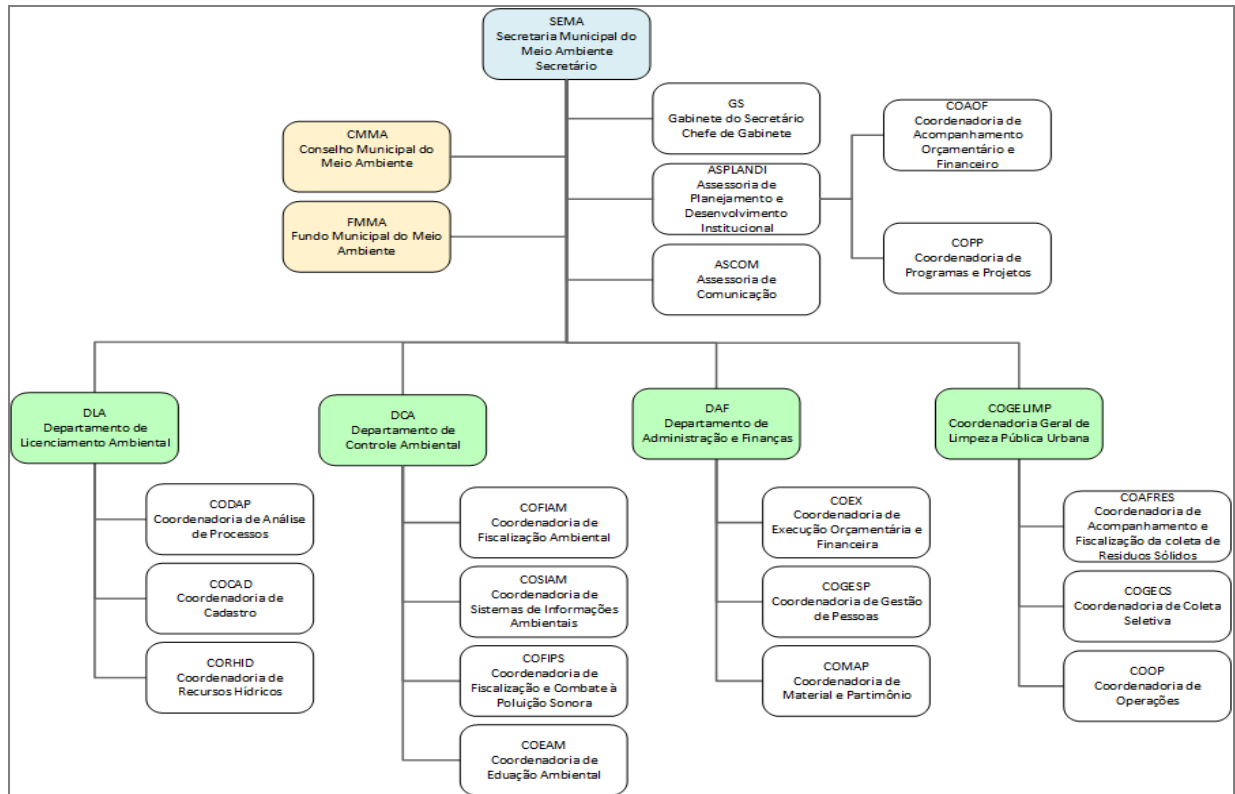 SEMA
Secretaria Municipal do
Meio Ambiente
Secretário
GS
Gabinete do Secretário
Chefe de Gabinete
COAOF
Coordenadoria de
Acompanhamento
Orçamentário e
Financeiro
CMMA
Conselho Municipal do
Meio Ambiente
ASPLANDI
Assessoria de
Planejamento e
Desenvolvimento
Institucional
FMMA
Fundo Municipal do Meio
Ambiente
COPP
Coordenadoria de
Programas e Projetos
ASCOM
Assessoria de
Comunicação
DLA
Departamento de
Licenciamento Ambiental
DCA
Departamento de
Controle Ambiental
DAF
Departamento de
Administração e Finanças
COGELIMP
Coordenadoria Geral de
Limpeza Pública Urbana
CODAP
Coordenadoria de Análise
de Processos
COCAD
Coordenadoria de
Cadastro
CORHID
Coordenadoria de
Recursos Hídricos
COFIAM
Coordenadoria de
Fiscalização Ambiental
COSIAM
Coordenadoria de
Sistemas de Informações
Ambientais
COFIPS
Coordenadoria de
Fiscalização e Combate à
Poluição Sonora
COEAM
Coordenadoria de
Eduação Ambiental
COEX
Coordenadoria de
Execução Orçamentária e
Financeira
COGESP
Coordenadoria de Gestão
de Pessoas
COMAP
Coordenadoria de
Material e Partimônio
COAFRES
Coordenadoria de
Acompanhamento e
Fiscalização da coleta de
Residuos Sólidos
COGECS
Coordenadoria de Coleta
Seletiva
COOP
Coordenadoria de
Operações